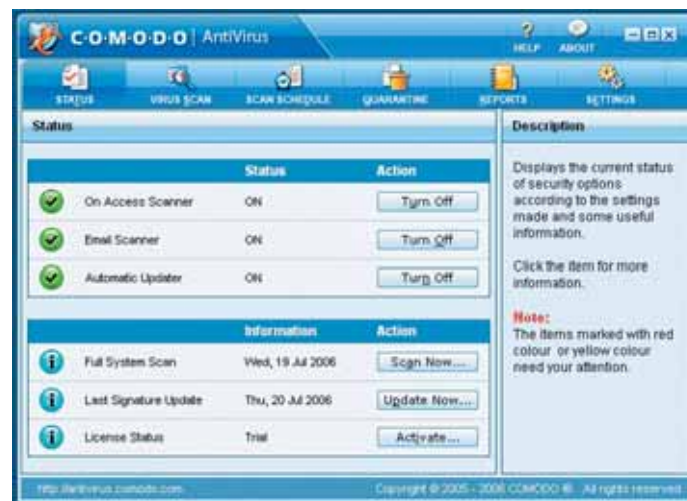 C·O·M·O·D·O | AntiVirus
HELP ABOUT
STATUS VIRUS SCAN SCAN SCHEDULE QUARANTINE REPORTS SETTINGS
Status
Status Action
On Access Scanner ON Turn Off
Email Scanner ON Turn Off
Automatic Updater ON Turn Off
Information Action
Full System Scan Wed, 19 Jul 2006 Scan Now...
Last Signature Update Thu, 20 Jul 2006 Update Now...
License Status Trial Activate...
Description
Displays the current status
of security options
according to the settings
made and some useful
information.
Click the item for more
information.
Note:
The items marked with red
colour or yellow colour
need your attention.
http://antivirus.comodo.com
Copyright © 2005 - 2006 COMODO ®. All rights reserved